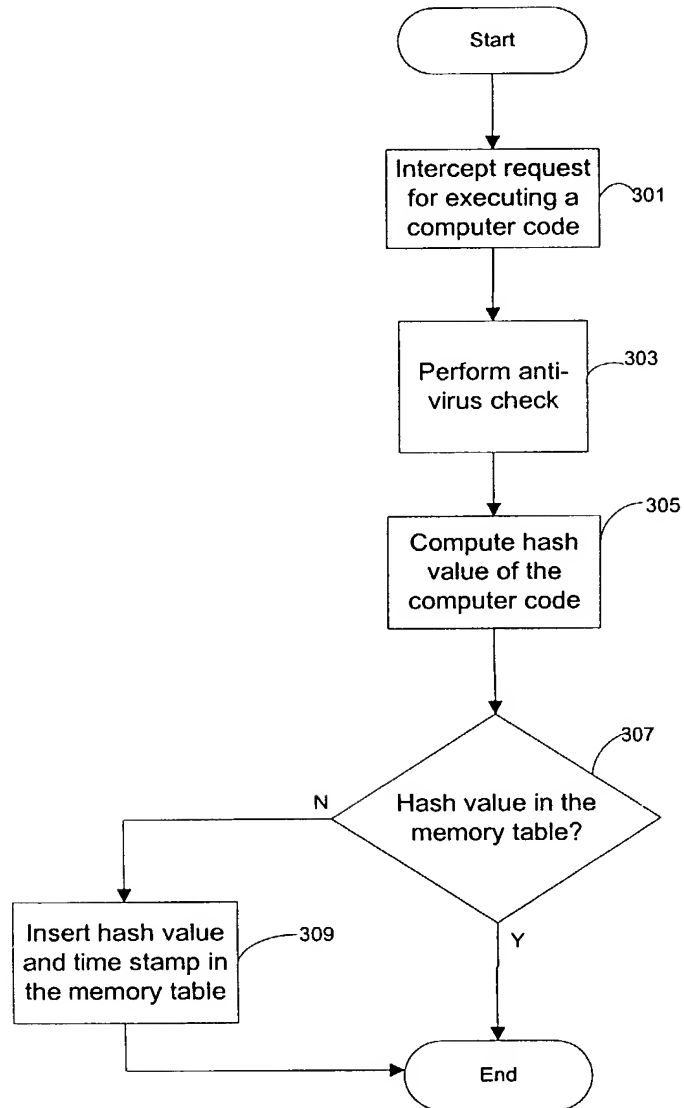 Start
Intercept request
for executing a
computer code
301
Perform anti-
virus check
303
Compute hash
value of the
computer code
305
Hash value in the
memory table?
307
N
Y
Insert hash value
and time stamp in
the memory table
309
End